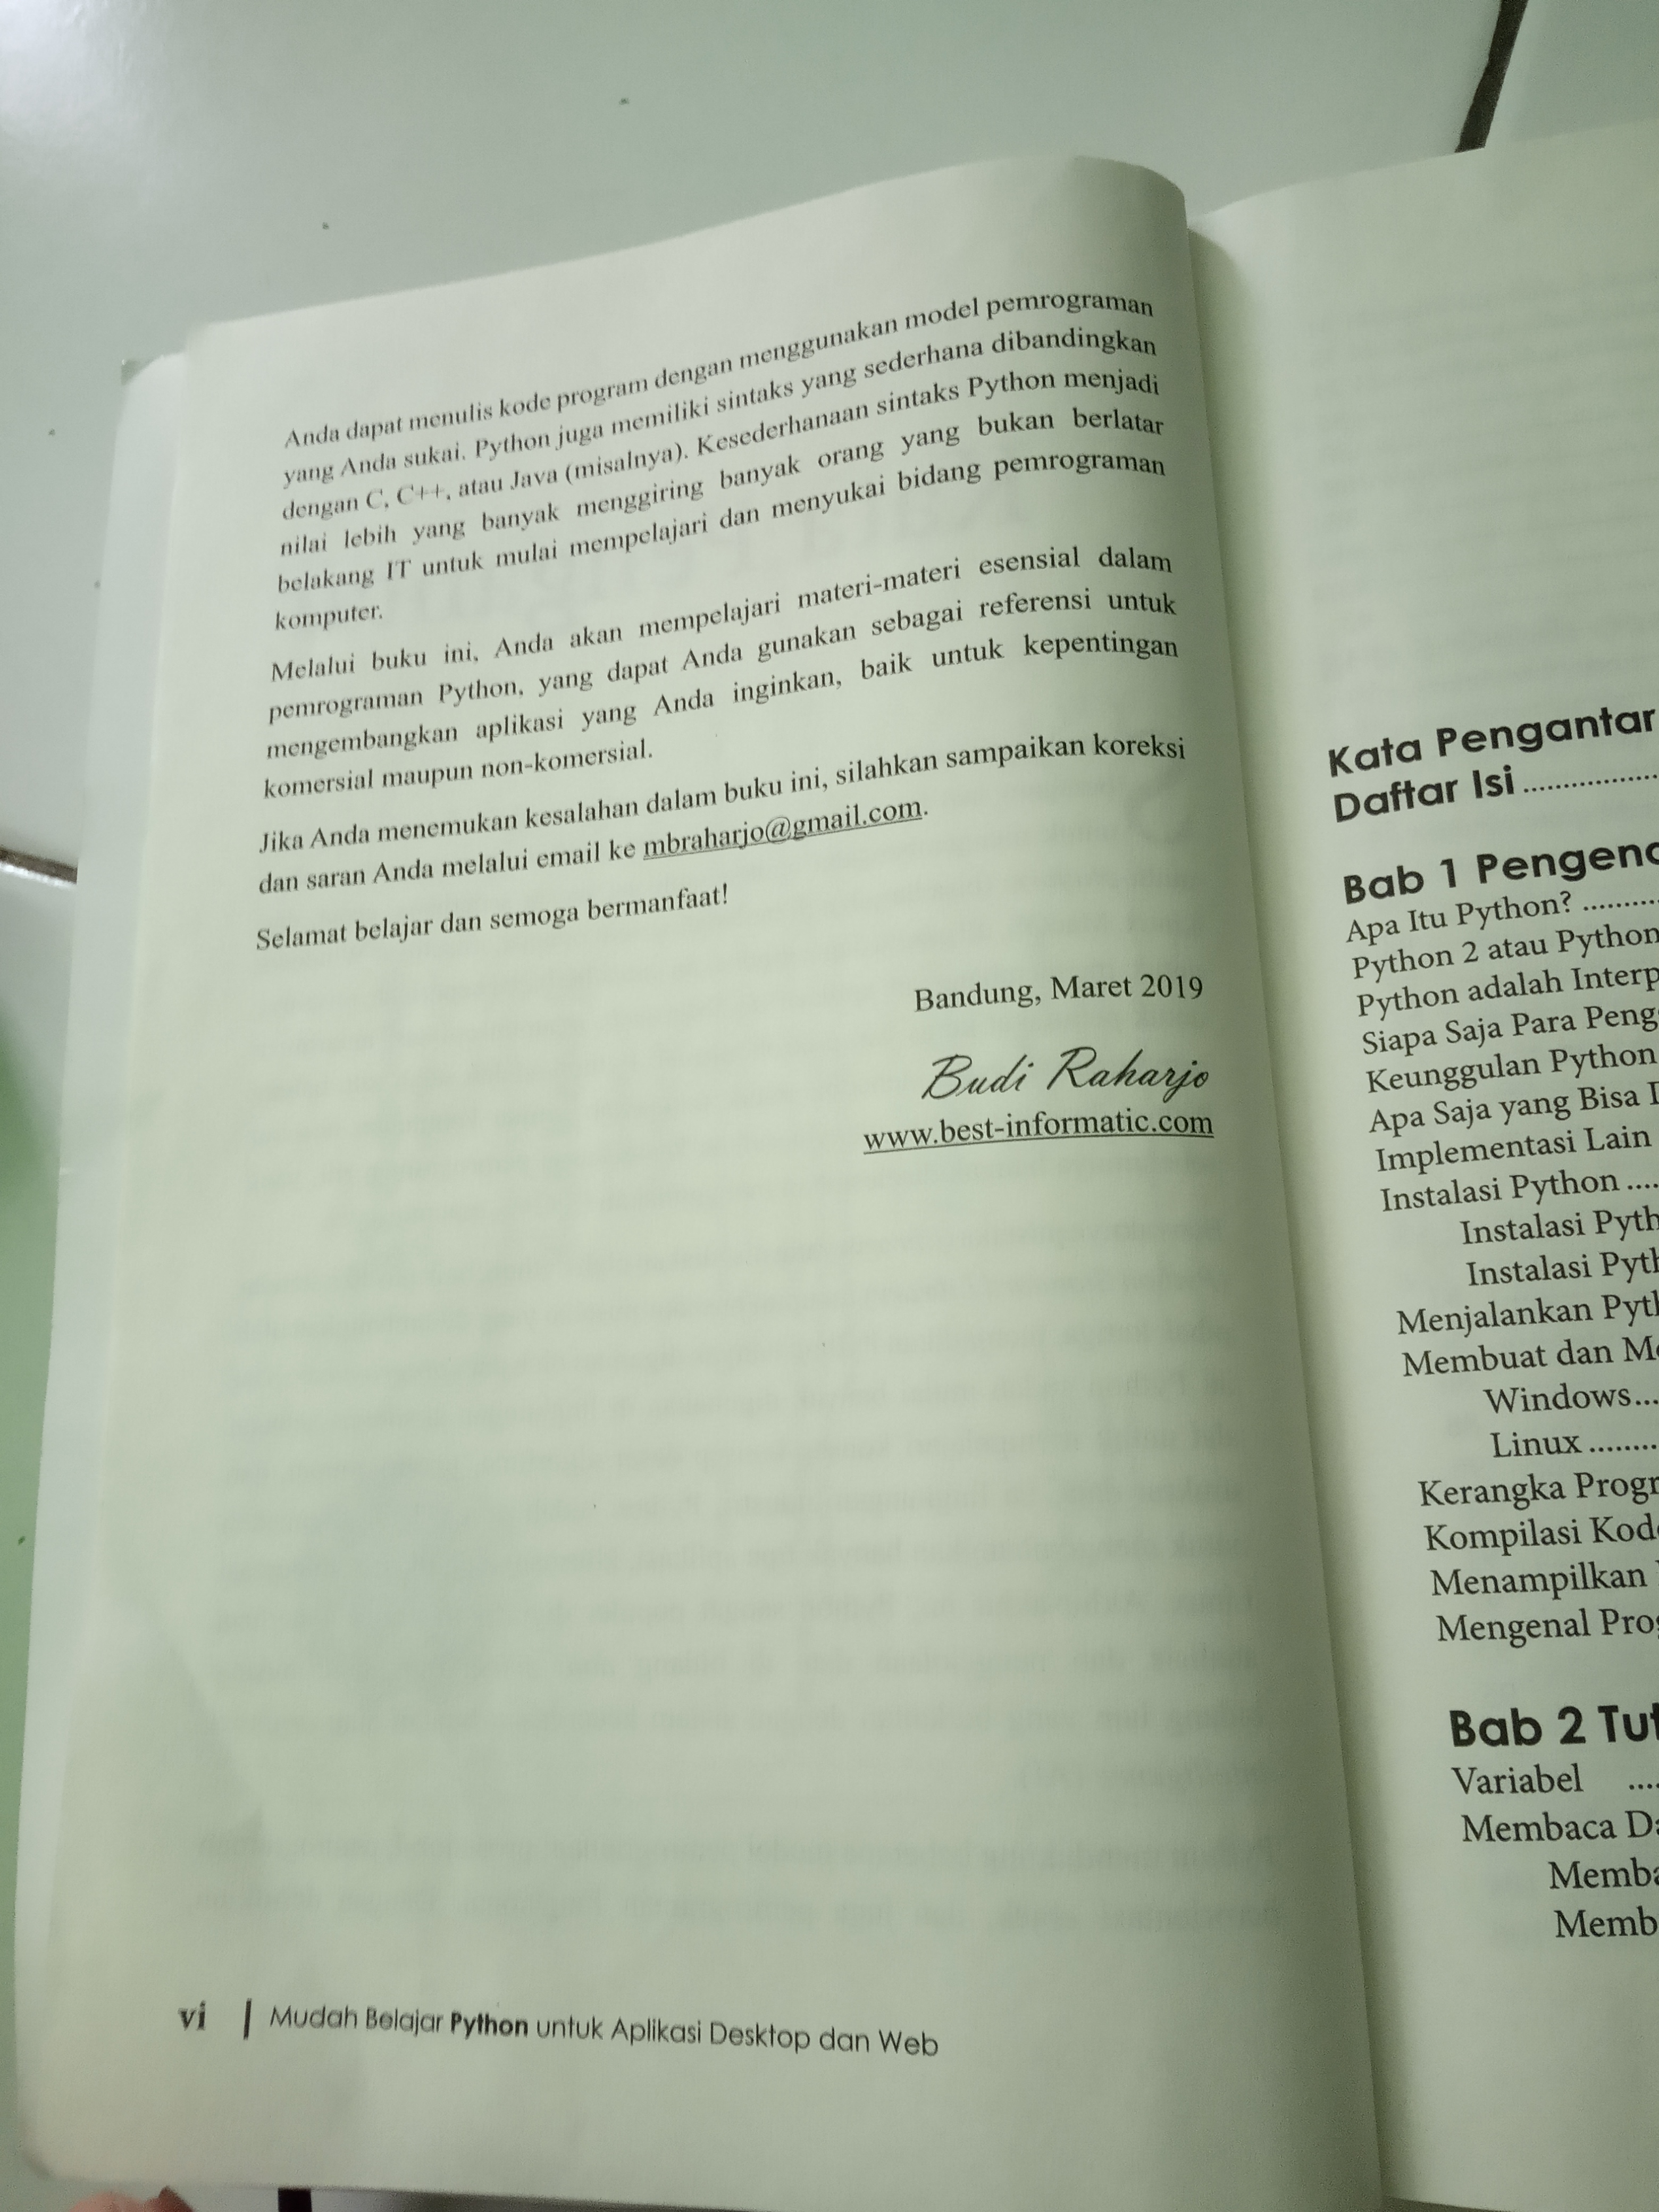 Anda dapat menulis kode program dengan menggunakan model pemrograman
yang Anda sukai. Python juga memiliki sintaks yang sederhana dibandingkan
dengan C, C++, atau Java (misalnya). Kesederhanaan sintaks Python menjadi
nilai lebih yang banyak menggiring banyak orang yang bukan berlatar
belakang IT untuk mulai mempelajari dan menyukai bidang pemrograman
komputer.
Melalui buku ini, Anda akan mempelajari materi-materi esensial dalam
pemrograman Python, yang dapat Anda gunakan sebagai referensi untuk
mengembangkan aplikasi yang Anda inginkan, baik untuk kepentingan
komersial maupun non-komersial.
Jika Anda menemukan kesalahan dalam buku ini, silahkan sampaikan koreksi
dan saran Anda melalui email ke mbraharjo@gmail.com.
Selamat belajar dan semoga bermanfaat!
Bandung, Maret 2019
Budi Raharjo
www.best-informatic.com
vi | Mudah Belajar Python untuk Aplikasi Desktop dan Web
Kata Pengantar
Daftar Isi ..............
Bab 1 Pengen
Apa Itu Python? ..........
Python 2 atau Python
Python adalah Interp
Siapa Saja Para Peng
Keunggulan Python
Apa Saja yang Bisa
Implementasi Lain
Instalasi Python ....
Instalasi Pyth
Instalasi Pyth
Menjalankan Pyth
Membuat dan Me
Windows...
Linux ........
Kerangka Progr
Kompilasi Kod
Menampilkan
Mengenal Prog
Bab 2 Tut
Variabel ....
Membaca Da
Memba
Memb